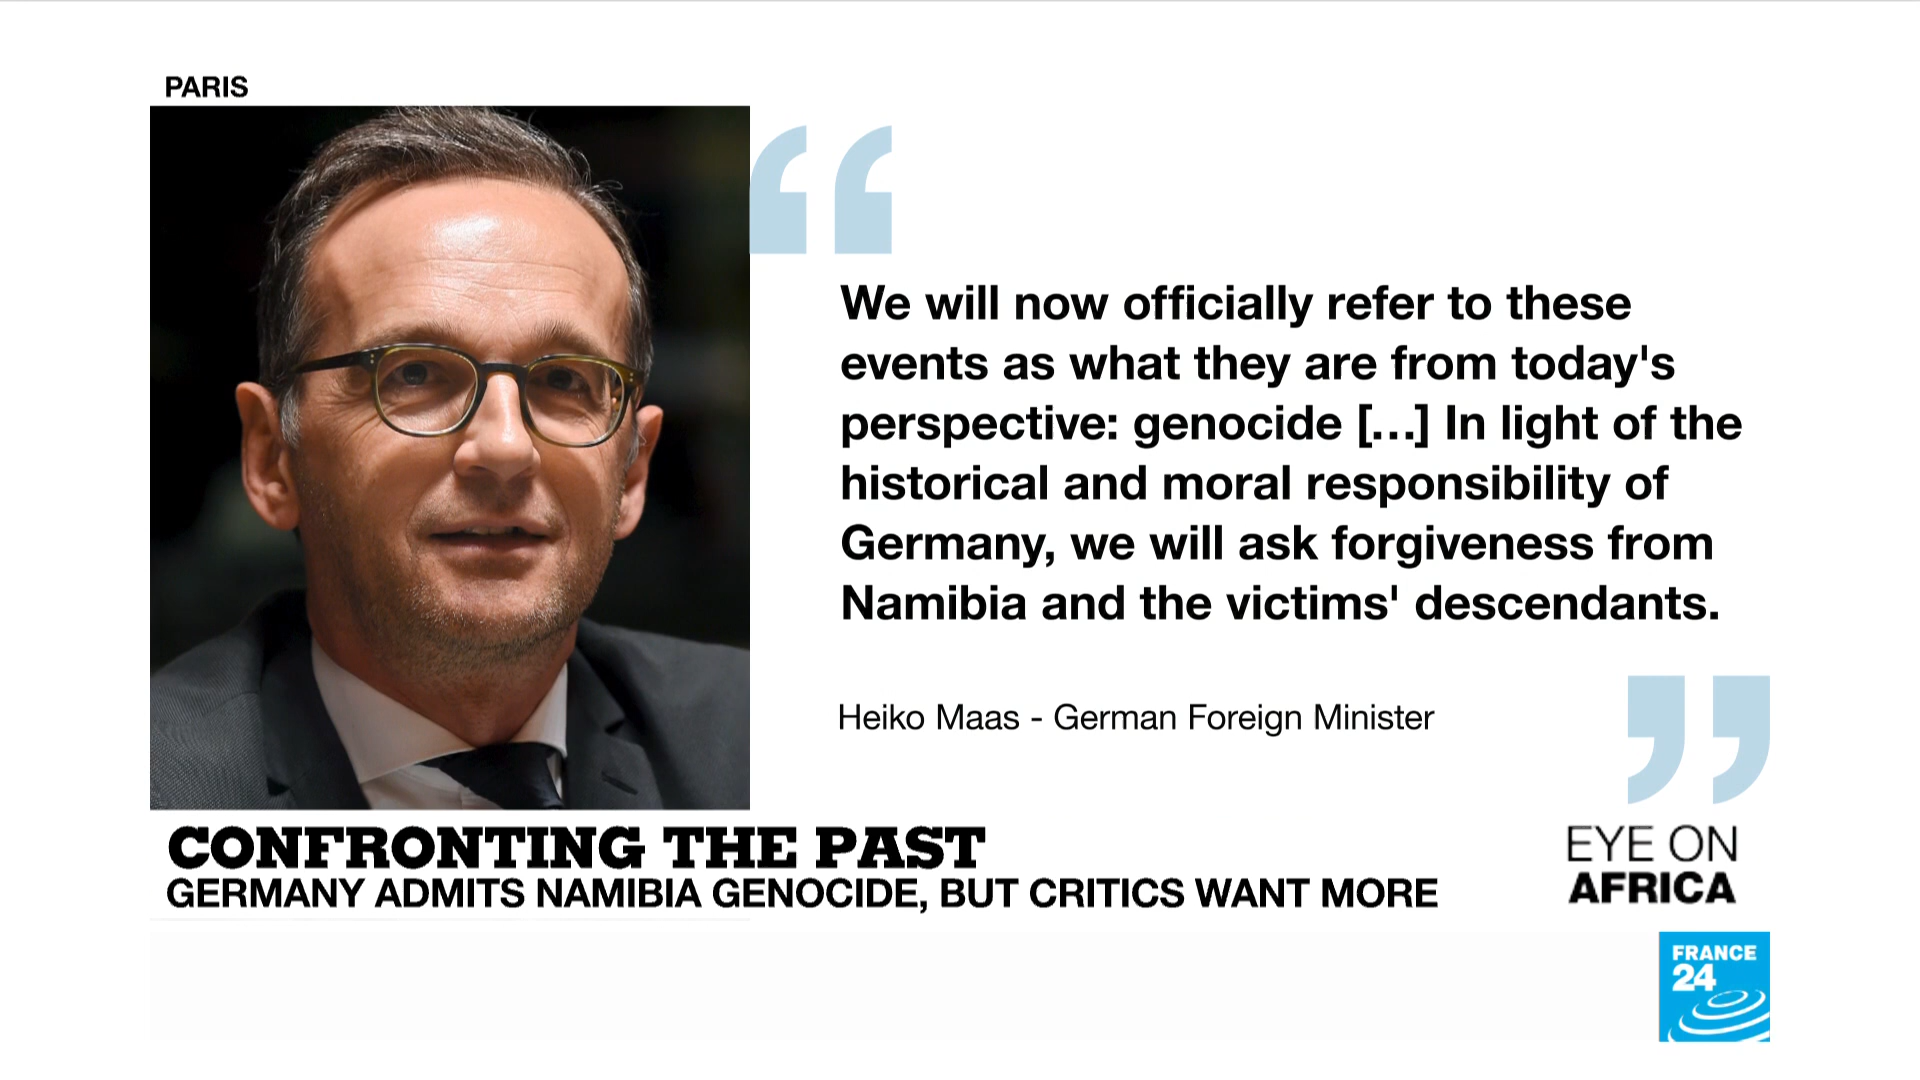 PARIS
We will now officially refer to these
events as what they are from today's
perspective: genocide [...] In light of the
historical and moral responsibility of
Germany, we will ask forgiveness from
Namibia and the victims' descendants.
Heiko Maas - German Foreign Minister
CONFRONTING THE PAST
GERMANY ADMITS NAMIBIA GENOCIDE, BUT CRITICS WANT MORE
EYE ON
AFRICA
FRANCE
24